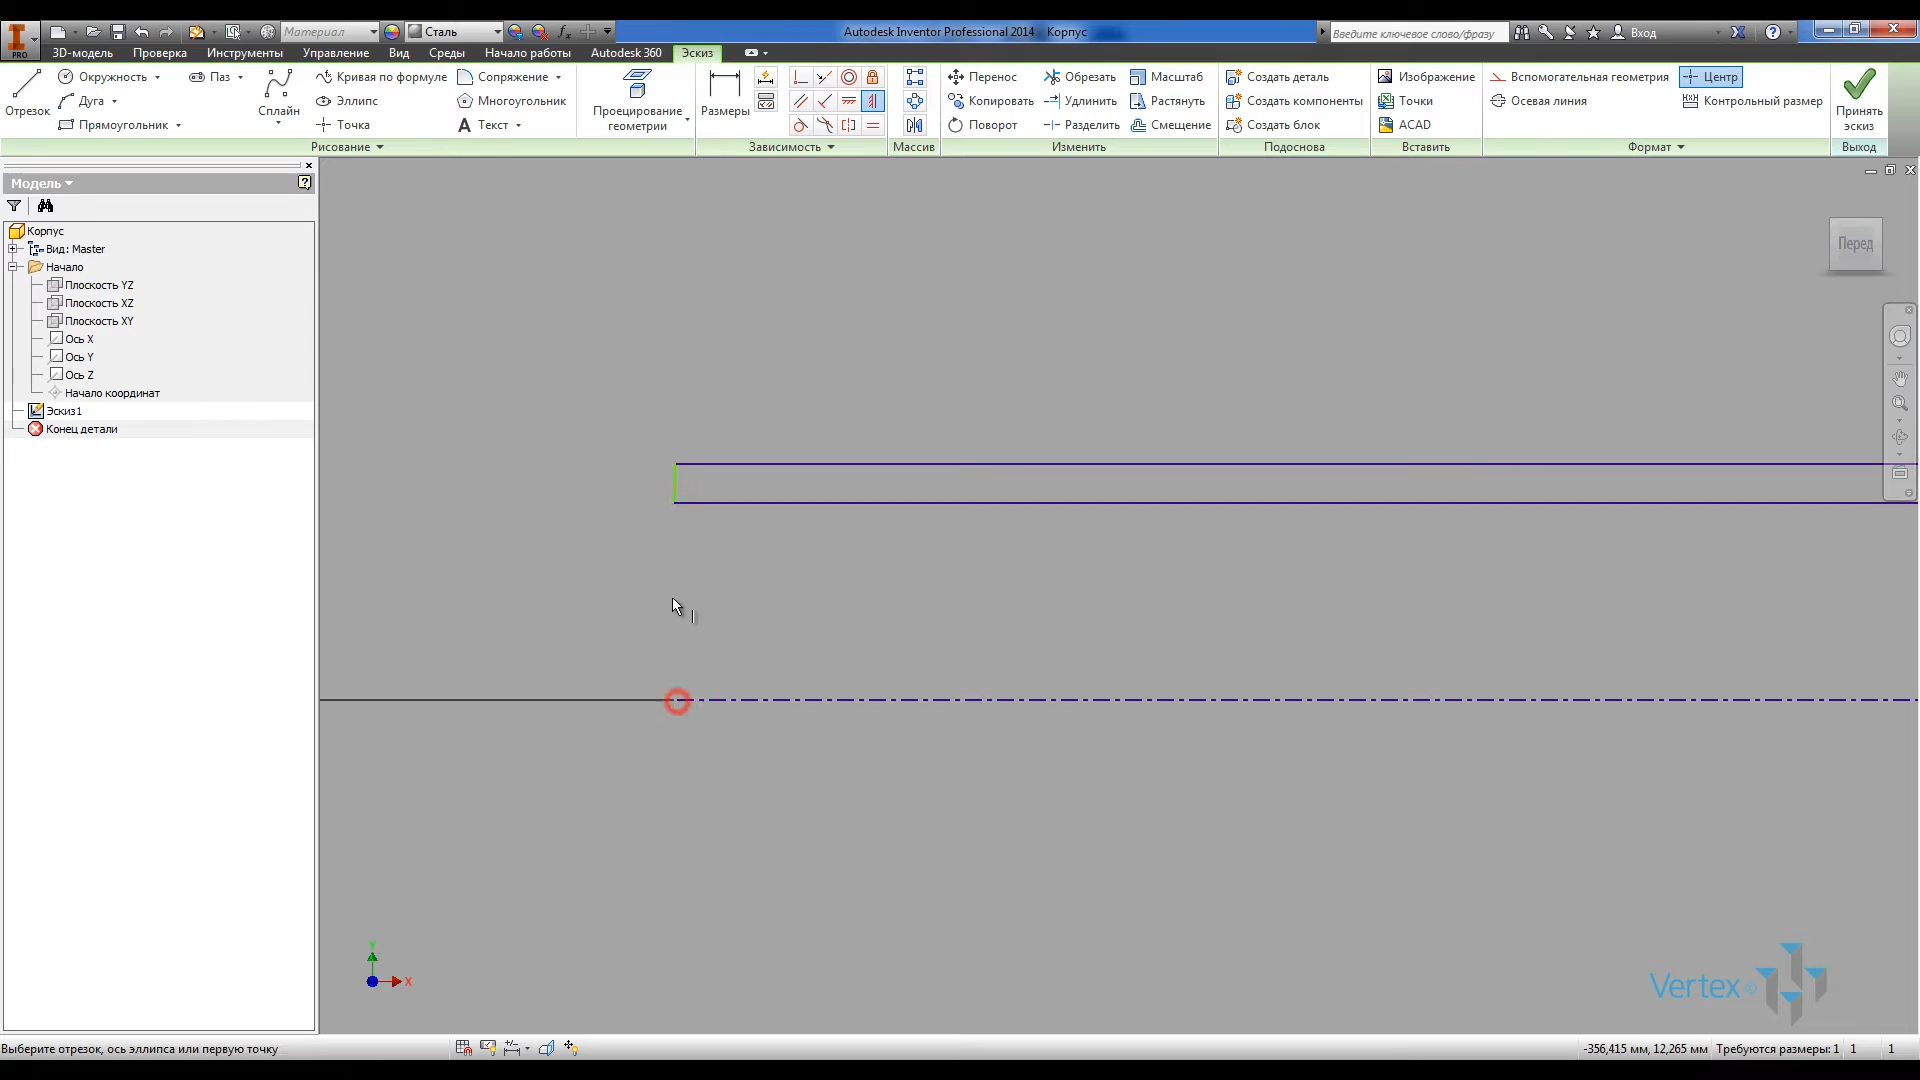 PRO
Материал
Сталь
Autodesk Inventor Professional 2014
Корпус
Введите ключевое слово/фразу
Вход
3D-модель
Проверка
Инструменты
Управление
Вид
Среды
Начало работы
Autodesk 360
Эскиз
Отрезок
Окружность
Дуга
Прямоугольник
Паз
Сплайн
Кривая по формуле
Эллипс
Точка
Сопряжение
Многоугольник
Текст
Проецирование геометрии
Размеры
Перенос
Копировать
Поворот
Обрезать
Удлинить
Разделить
Масштаб
Растянуть
Смещение
Создать деталь
Создать компоненты
Создать блок
Изображение
Точки
ACAD
Вспомогательная геометрия
Осевая линия
Центр
Контрольный размер
Принять эскиз
Рисование
Зависимость
Массив
Изменить
Подоснова
Вставить
Формат
Выход
Модель
Корпус
Вид: Master
Начало
Плоскость YZ
Плоскость XZ
Плоскость XY
Ось X
Ось Y
Ось Z
Начало координат
Эскиз1
Конец детали
Перед
Y
X
Vertex
Выберите отрезок, ось эллипса или первую точку
-356,415 мм, 12,265 мм
Требуются размеры: 1
1
1